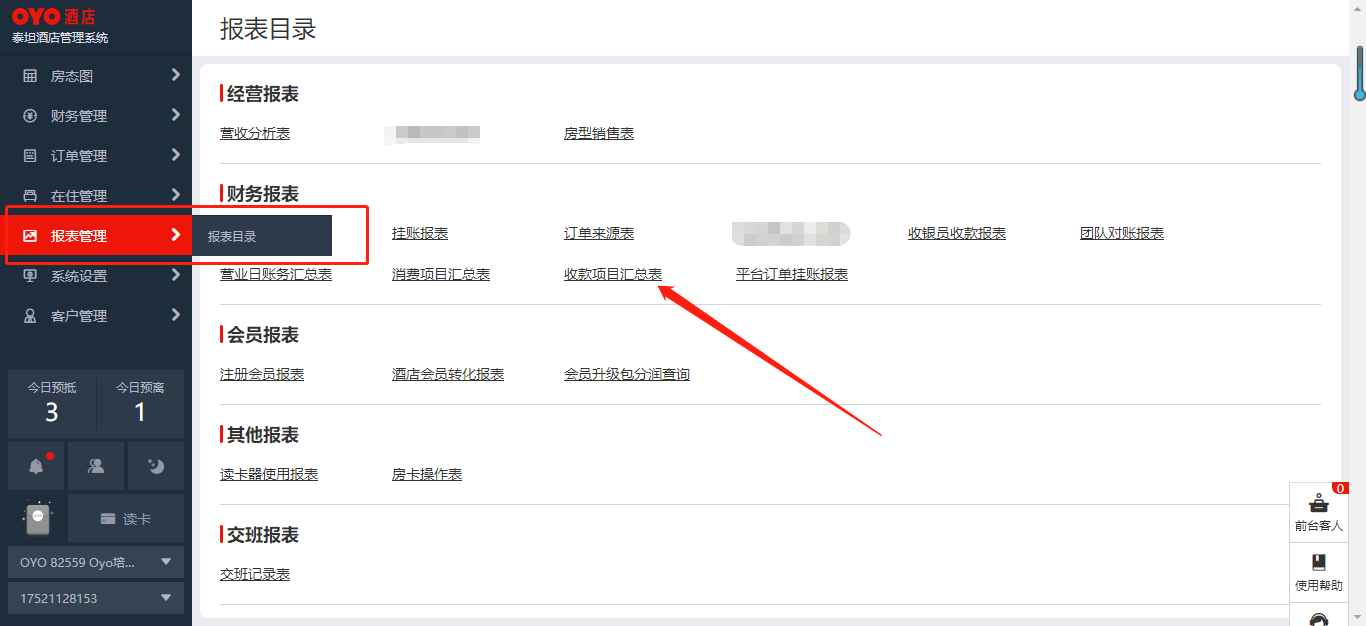 OYO 酒店
泰坦酒店管理系统
房态图
财务管理
订单管理
在住管理
报表管理
报表目录
系统设置
客户管理
今日预抵
3
今日预离
1
读卡
OYO 82559 Oyo培...
17521128153
报表目录
经营报表
营收分析表
房型销售表
财务报表
挂账报表
订单来源表
收银员收款报表
团队对账报表
营业日账务汇总表
消费项目汇总表
收款项目汇总表
平台订单挂账报表
会员报表
注册会员报表
酒店会员转化报表
会员升级包分润查询
其他报表
读卡器使用报表
房卡操作表
交班报表
交班记录表
0
前台客人
使用帮助